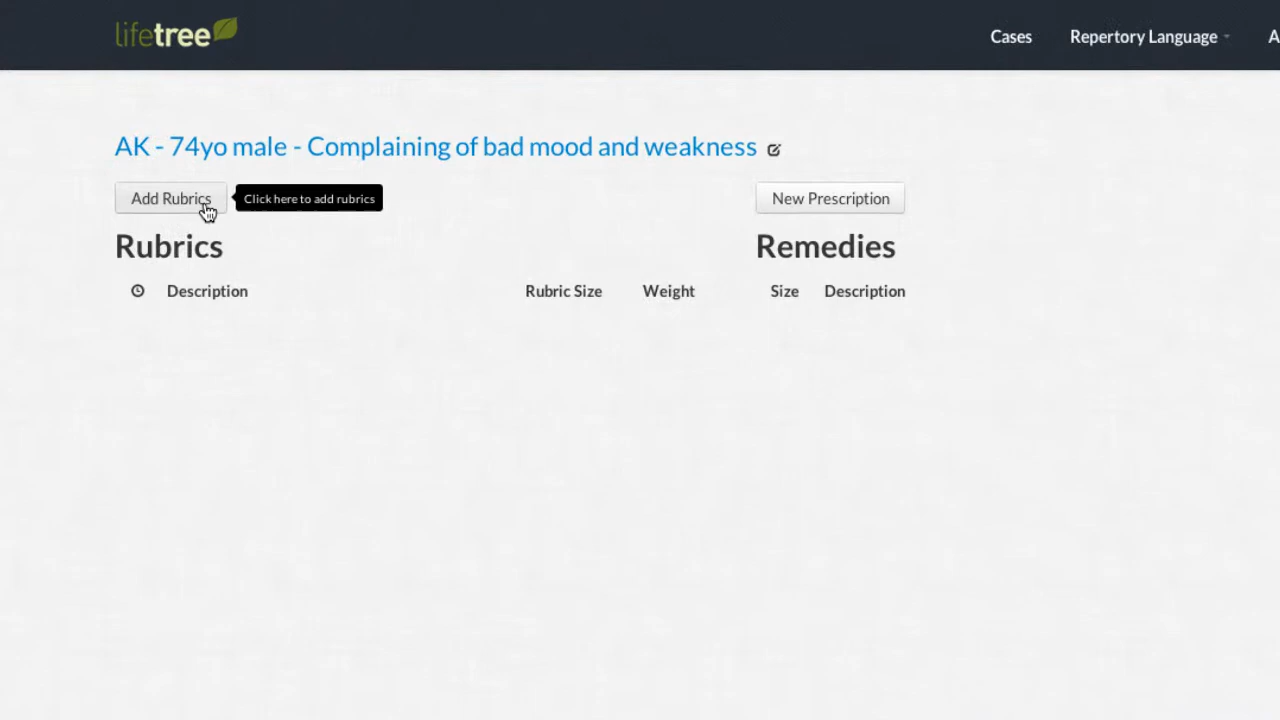 lifetree
Cases
Repertory Language
A
AK - 74yo male - Complaining of bad mood and weakness
Add Rubrics
Click here to add rubrics
New Prescription
Rubrics
Remedies
Description
Rubric Size
Weight
Size
Description